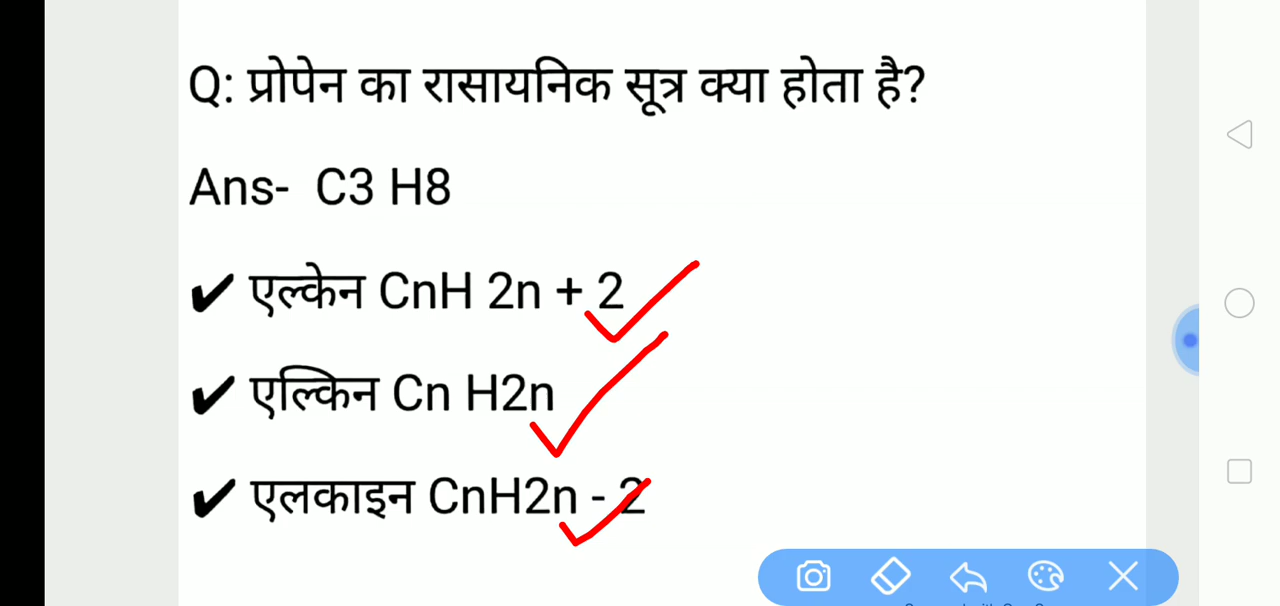 Q: प्रोपेन का रासायनिक सूत्र क्या होता है?
Ans- C3 H8
✔ एल्केन CnH 2n + 2
✔ एल्किन Cn H2n
✔ एलकाइन CnH2n - 2